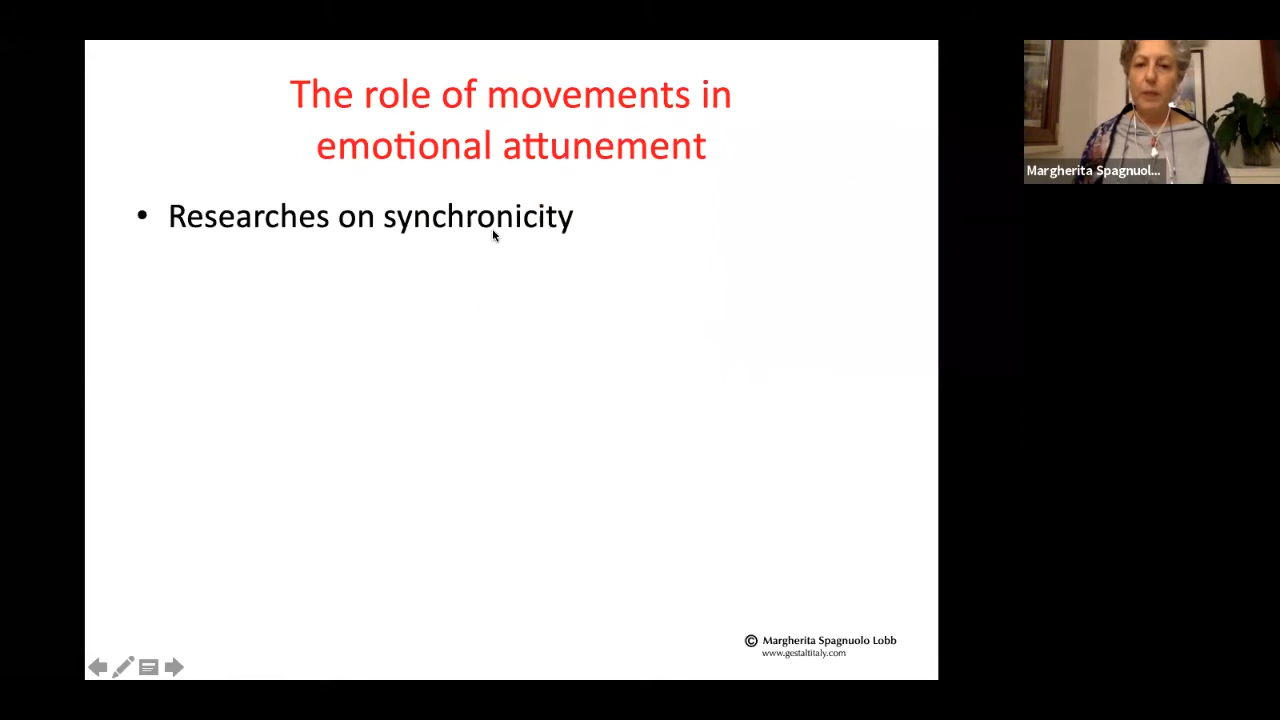 The role of movements in
emotional attunement
• Researches on synchronicity
Margherita Spagnuol...
© Margherita Spagnuolo Lobb
www.gestaltitaly.com